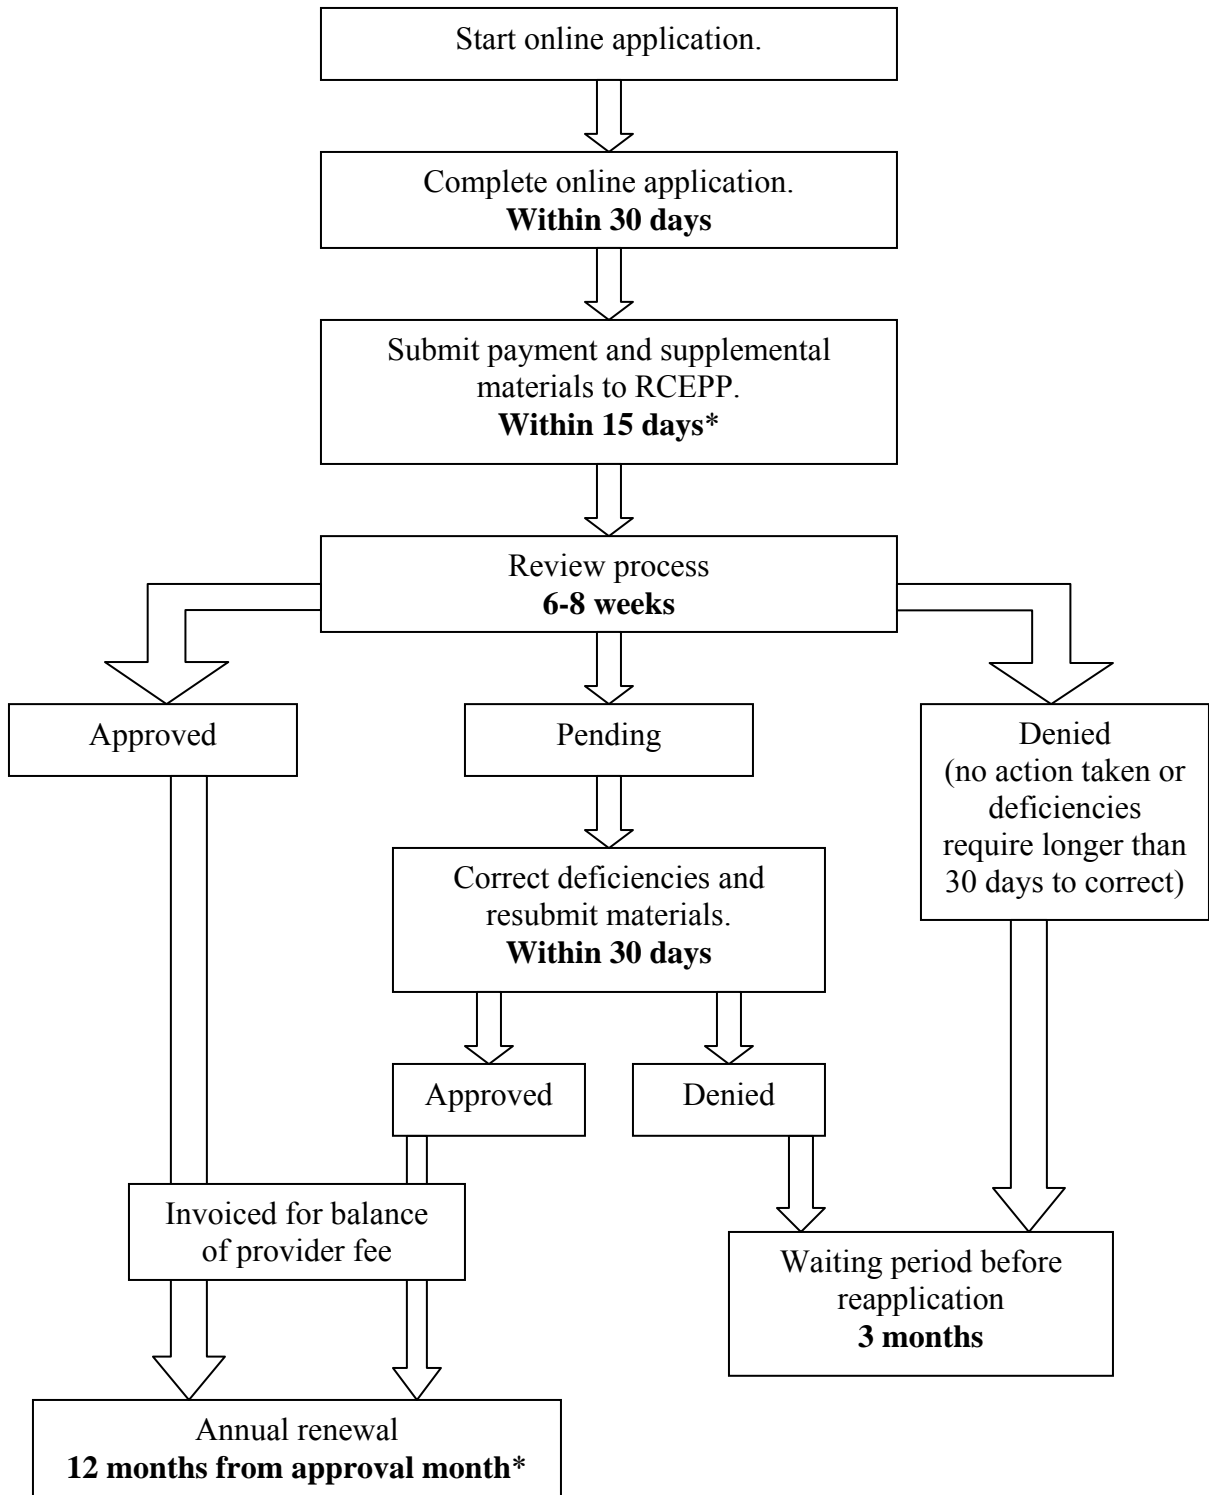 Start online application.
Complete online application.
Within 30 days
Submit payment and supplemental
materials to RCEPP.
Within 15 days*
Review process
6-8 weeks
Approved
Pending
Denied
(no action taken or
deficiencies
require longer than
30 days to correct)
Correct deficiencies and
resubmit materials.
Within 30 days
Approved
Denied
Invoiced for balance
of provider fee
Waiting period before
reapplication
3 months
Annual renewal
12 months from approval month*